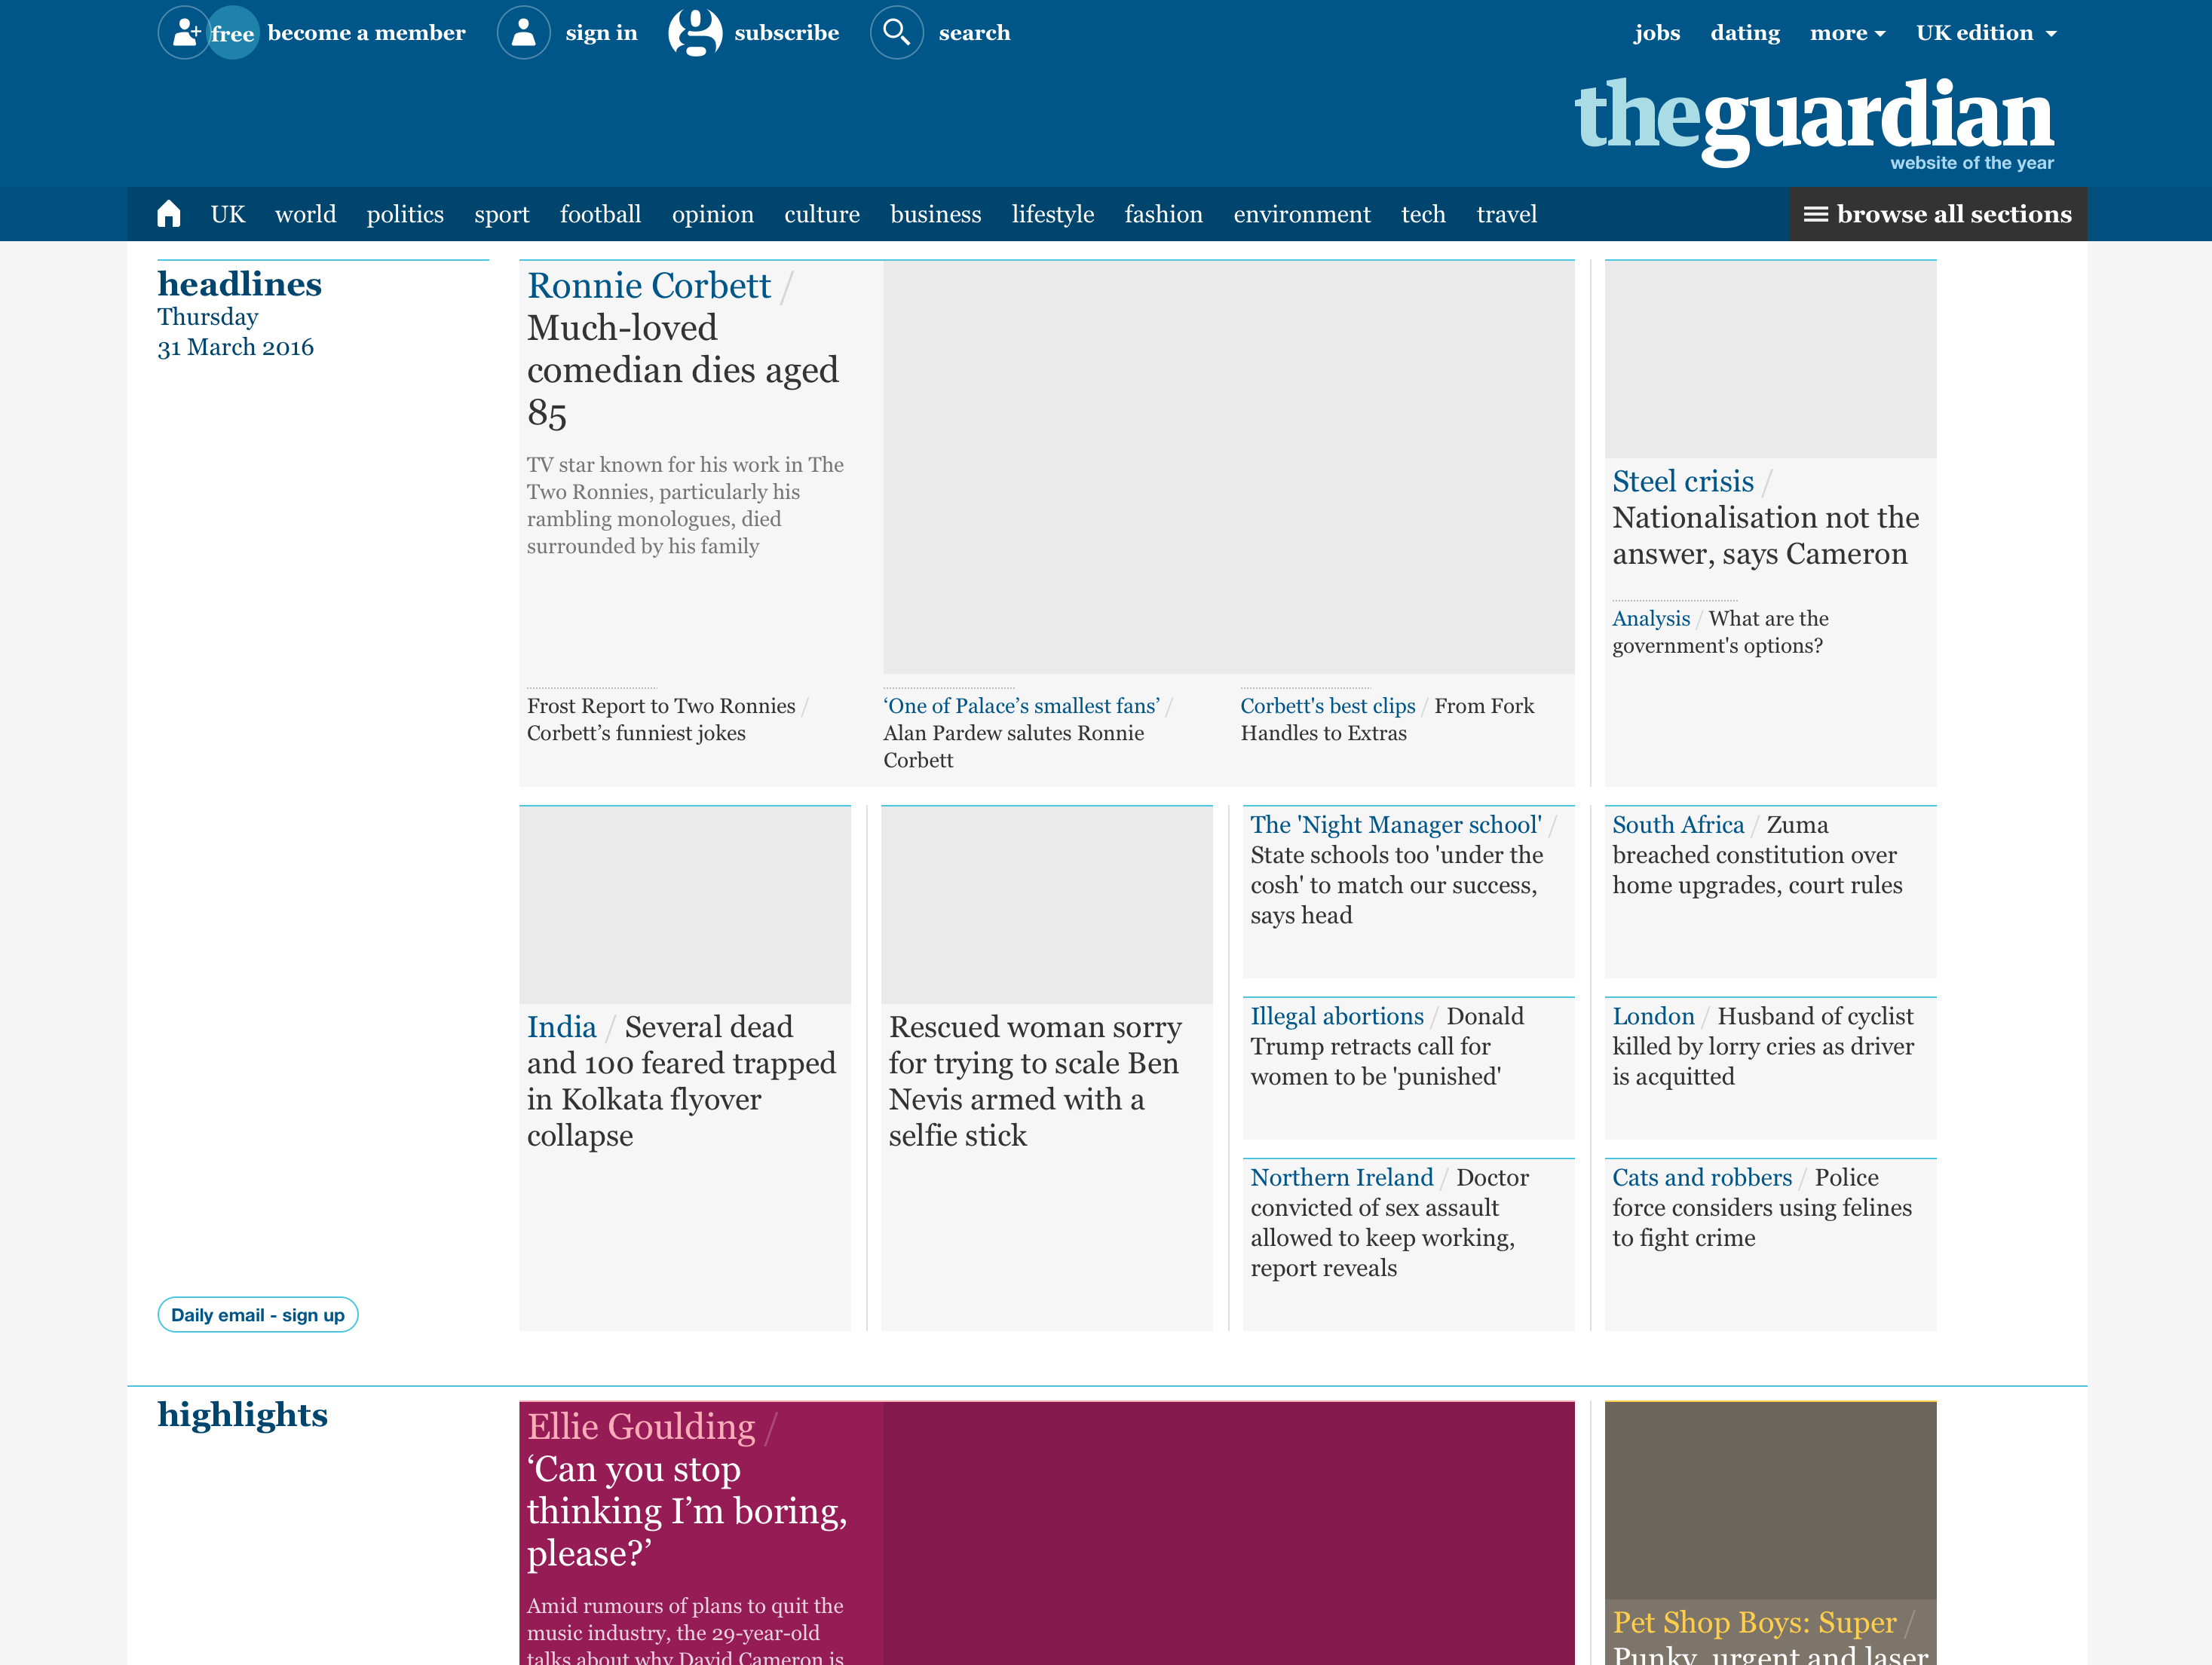 free become a member sign in subscribe search jobs dating more UK edition
theguardian
website of the year
UK world politics sport football opinion culture business lifestyle fashion environment tech travel browse all sections
headlines
Thursday
31 March 2016
Ronnie Corbett /
Much-loved
comedian dies aged
85
TV star known for his work in The
Two Ronnies, particularly his
rambling monologues, died
surrounded by his family
Frost Report to Two Ronnies /
Corbett’s funniest jokes
‘One of Palace’s smallest fans’ /
Alan Pardew salutes Ronnie
Corbett
Corbett's best clips / From Fork
Handles to Extras
Steel crisis /
Nationalisation not the
answer, says Cameron
Analysis / What are the
government's options?
India / Several dead
and 100 feared trapped
in Kolkata flyover
collapse
Rescued woman sorry
for trying to scale Ben
Nevis armed with a
selfie stick
The 'Night Manager school' /
State schools too 'under the
cosh' to match our success,
says head
South Africa / Zuma
breached constitution over
home upgrades, court rules
Illegal abortions / Donald
Trump retracts call for
women to be 'punished'
London / Husband of cyclist
killed by lorry cries as driver
is acquitted
Northern Ireland / Doctor
convicted of sex assault
allowed to keep working,
report reveals
Cats and robbers / Police
force considers using felines
to fight crime
Daily email - sign up
highlights
Ellie Goulding /
‘Can you stop
thinking I’m boring,
please?’
Amid rumours of plans to quit the
music industry, the 29-year-old
talks about why David Cameron is
Pet Shop Boys: Super /
Punky, urgent and laser